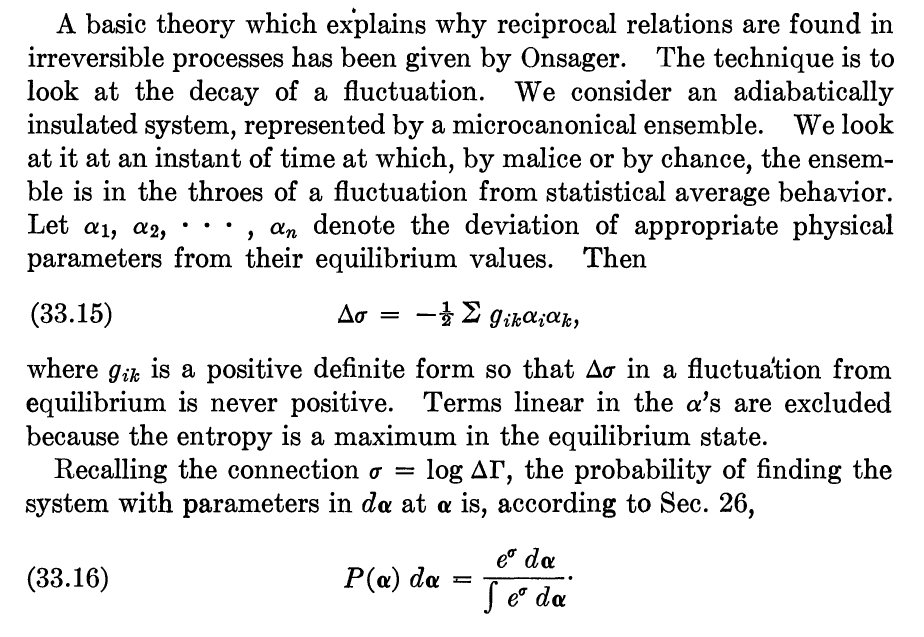 A basic theory which explains why reciprocal relations are found in
irreversible processes has been given by Onsager. The technique is to
look at the decay of a fluctuation. We consider an adiabatically
insulated system, represented by a microcanonical ensemble. We look
at it at an instant of time at which, by malice or by chance, the ensem-
ble is in the throes of a fluctuation from statistical average behavior.
Let α₁, α₂, · · · , αₙ denote the deviation of appropriate physical
parameters from their equilibrium values. Then
(33.15) Δσ = −½ Σ gᵢₖαᵢαₖ,
where gᵢₖ is a positive definite form so that Δσ in a fluctuation from
equilibrium is never positive. Terms linear in the α's are excluded
because the entropy is a maximum in the equilibrium state.
Recalling the connection σ = log ΔΓ, the probability of finding the
system with parameters in dα at α is, according to Sec. 26,
(33.16) P(α) dα = e^σ dα / ∫ e^σ dα.